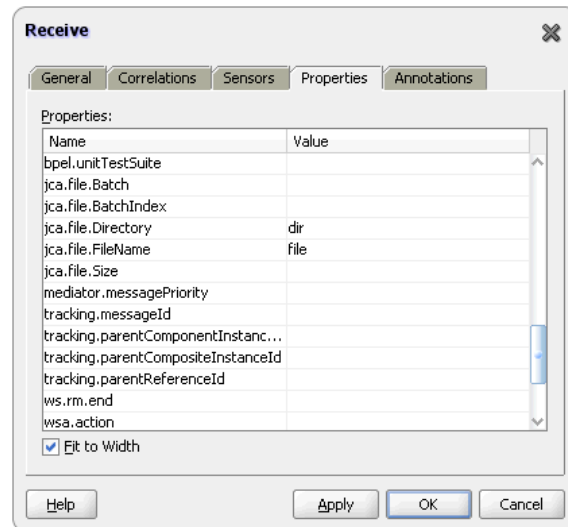 Receive
General Correlations Sensors Properties Annotations
Properties:
Name Value
bpel.unitTestSuite
jca.file.Batch
jca.file.BatchIndex
jca.file.Directory dir
jca.file.FileName file
jca.file.Size
mediator.messagePriority
tracking.messageId
tracking.parentComponentInstanc...
tracking.parentCompositeInstanceId
tracking.parentReferenceId
ws.rm.end
wsa.action
Fit to Width
Help Apply OK Cancel